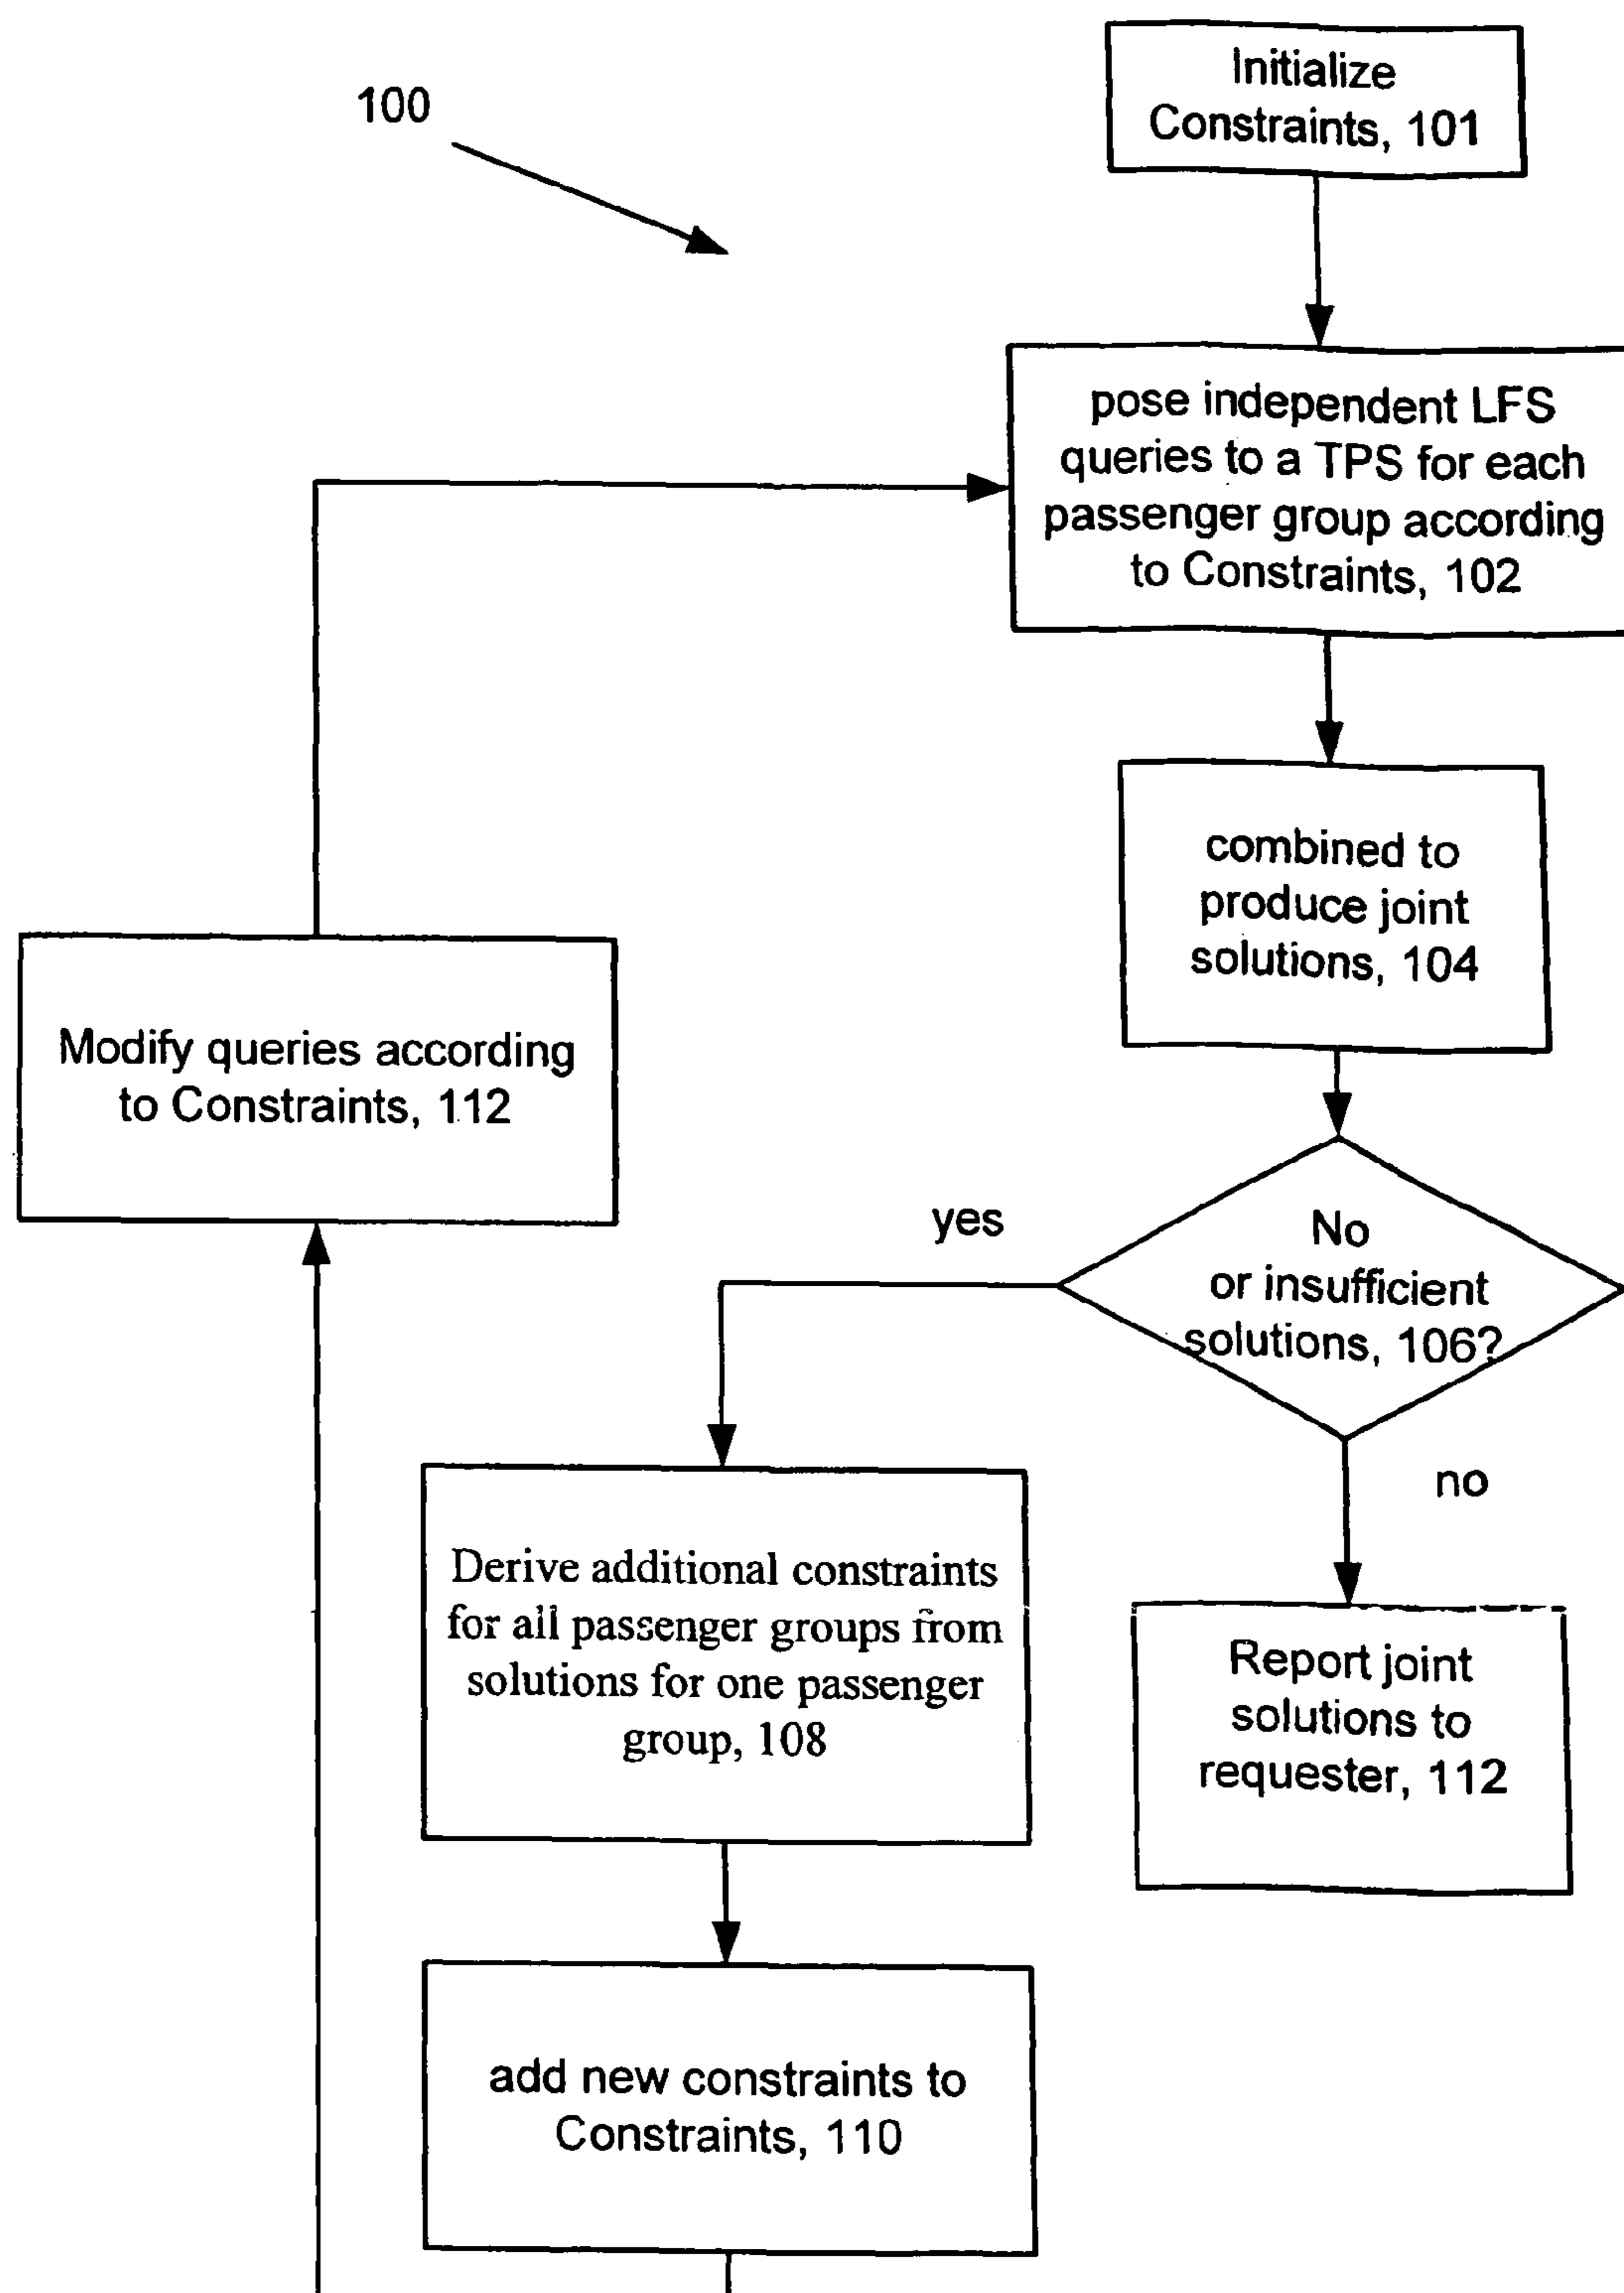 100
Initialize
Constraints, 101
pose independent LFS
queries to a TPS for each
passenger group according
to Constraints, 102
combined to
produce joint
solutions, 104
Modify queries according
to Constraints, 112
yes
No
or insufficient
solutions, 106?
no
Derive additional constraints
for all passenger groups from
solutions for one passenger
group, 108
Report joint
solutions to
requester, 112
add new constraints to
Constraints, 110